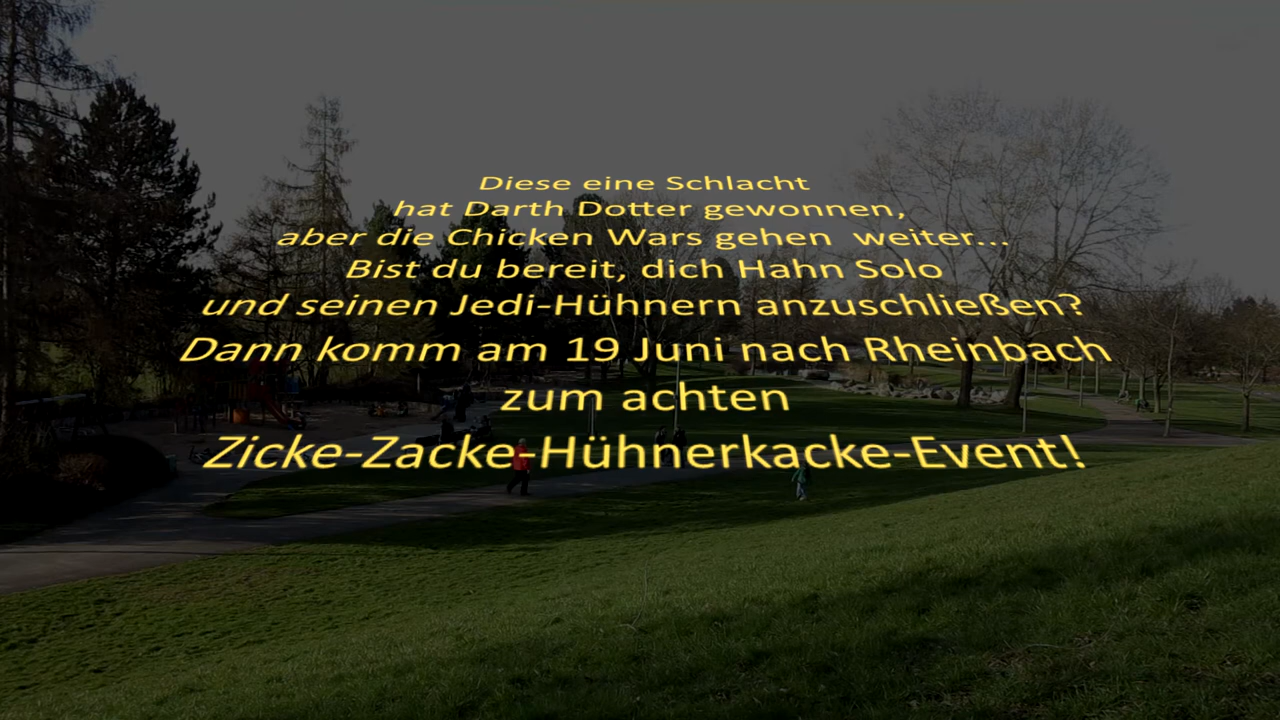 Diese eine Schlacht
hat Darth Dotter gewonnen,
aber die Chicken Wars gehen  weiter...
Bist du bereit, dich Hahn Solo
und seinen Jedi-Hühnern anzuschließen?
Dann komm am 19 Juni nach Rheinbach
zum achten
Zicke-Zacke-Hühnerkacke-Event!